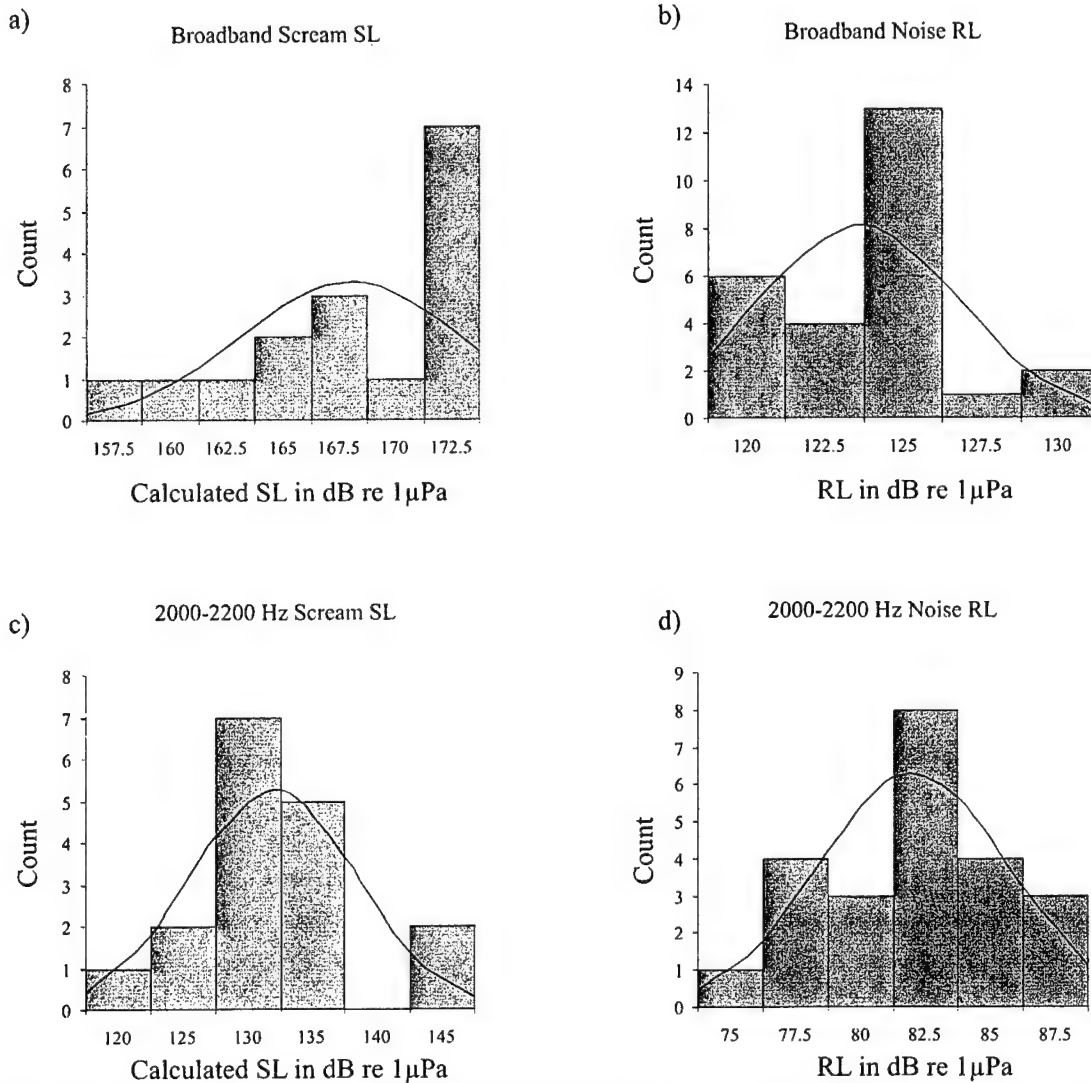 a)
Broadband Scream SL
8
7
6
5
4
3
2
1
0
Count
157.5 160 162.5 165 167.5 170 172.5
Calculated SL in dB re 1µPa
b)
Broadband Noise RL
14
12
10
8
6
4
2
0
Count
120 122.5 125 127.5 130
RL in dB re 1µPa
c)
2000-2200 Hz Scream SL
8
7
6
5
4
3
2
1
0
Count
120 125 130 135 140 145
Calculated SL in dB re 1µPa
d)
2000-2200 Hz Noise RL
9
8
7
6
5
4
3
2
1
0
Count
75 77.5 80 82.5 85 87.5
RL in dB re 1µPa